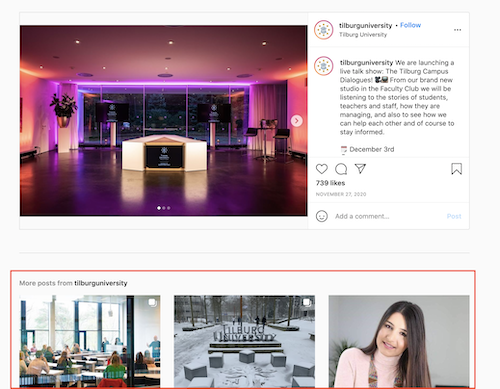 tilburguniversity • Follow
Tilburg University
tilburguniversity We are launching a
live talk show: The Tilburg Campus
Dialogues! 📽🎬 From our brand new
studio in the Faculty Club we will be
listening to the stories of students,
teachers and staff, how they are
managing, and also to see how we
can help each other and of course to
stay informed.
December 3rd
739 likes
NOVEMBER 27, 2020
Add a comment... Post
More posts from tilburguniversity
TILBURG
UNIVERSITY